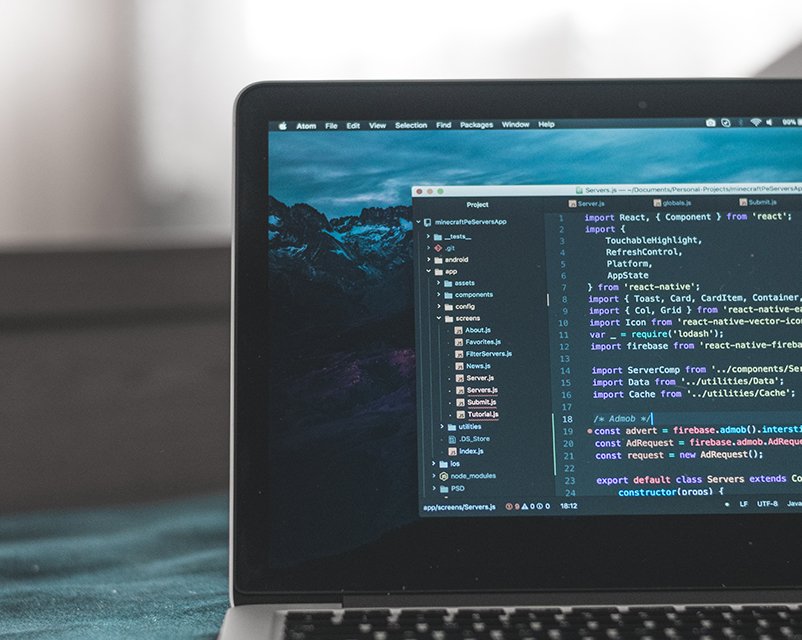 Atom File Edit View Selection Find Packages Window Help
Servers.js — ~/Documents/Personal-Projects/minecraftPeServersApp
Project
Server.js globals.js Submit.js
minecraftPeServersApp
__tests__
.git
android
app
assets
components
config
screens
About.js
Favorites.js
FilterServers.js
News.js
Server.js
Servers.js
Submit.js
Tutorial.js
utilities
.DS_Store
index.js
ios
node_modules
PSD
1 import React, { Component } from 'react';
2 import {
3 TouchableHighlight,
4 RefreshControl,
5 Platform,
6 AppState
7 } from 'react-native';
8 import { Toast, Card, CardItem, Container,
9 import { Col, Grid } from 'react-native-ea
10 import Icon from 'react-native-vector-ico
11 var _ = require('lodash');
12 import firebase from 'react-native-fireba
13
14 import ServerComp from '../components/Ser
15 import Data from '../utilities/Data';
16 import Cache from '../utilities/Cache';
17
18 /* Admob */
19 const advert = firebase.admob().intersti
20 const AdRequest = firebase.admob.AdReque
21 const request = new AdRequest();
22
23 export default class Servers extends Co
24 constructor(props) {
app/screens/Servers.js 9 0 0 18:12 LF UTF-8 Java